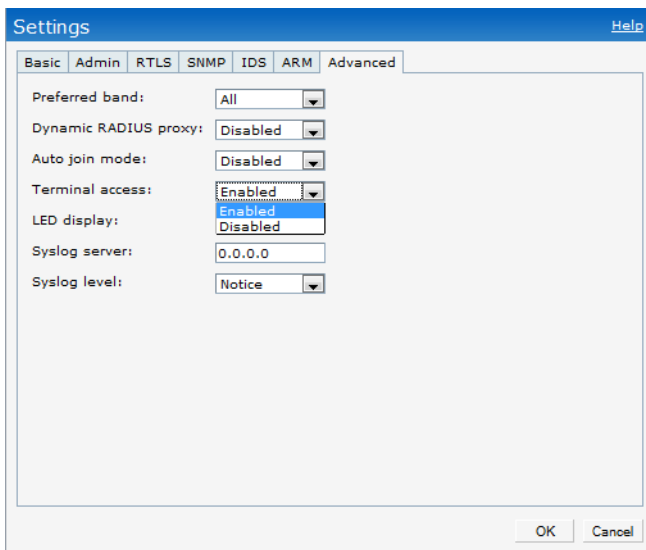 Settings
Help
Basic Admin RTLS SNMP IDS ARM Advanced
Preferred band: All
Dynamic RADIUS proxy: Disabled
Auto join mode: Disabled
Terminal access: Enabled
Enabled
LED display:
Disabled
Syslog server: 0.0.0.0
Syslog level: Notice
OK Cancel